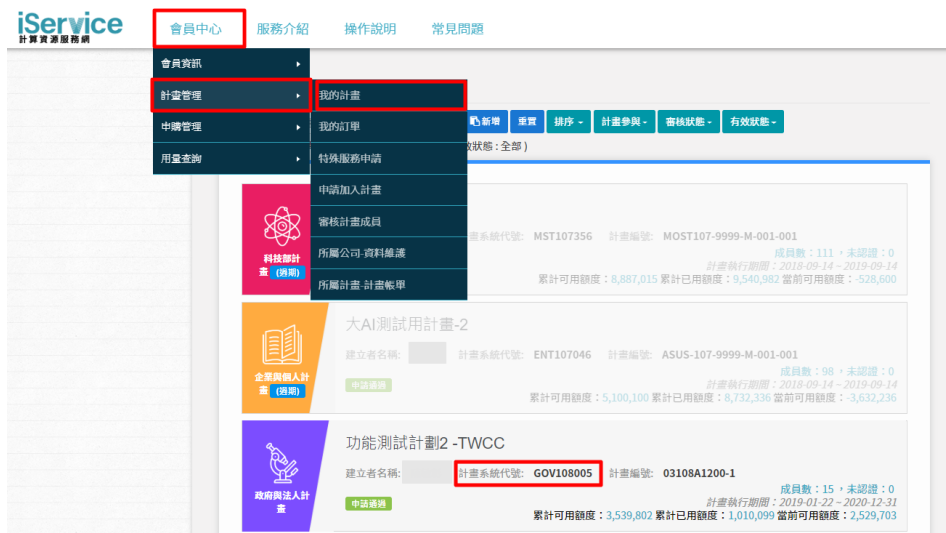 iService
計算資源服務網
會員中心 服務介紹 操作說明 常見問題
會員資訊
計畫管理
申購管理
用量查詢
我的計畫
我的訂單
特殊服務申請
申請加入計畫
審核計畫成員
所屬公司-資料維護
所屬計畫-計畫帳單
新增 重置 排序 計畫參與 審核狀態 有效狀態
效狀態 : 全部 )
科技部計
畫 (過期)
畫系統代號: MST107356 計畫編號: MOST107-9999-M-001-001
成員數：111 ，未認證：0
計畫執行期間：2018-09-14 ~ 2019-09-14
累計可用額度：8,887,015 累計已用額度：9,540,982 當前可用額度：-528,600
企業與個人計
畫 (過期)
大AI測試用計畫-2
建立者名稱: 計畫系統代號: ENT107046 計畫編號: ASUS-107-9999-M-001-001
申請通過
成員數：98 ，未認證：0
計畫執行期間：2018-09-14 ~ 2019-09-14
累計可用額度：5,100,100 累計已用額度：8,732,336 當前可用額度：-3,632,236
政府與法人計
畫
功能測試計劃2 -TWCC
建立者名稱: 計畫系統代號: GOV108005 計畫編號: 03108A1200-1
申請通過
成員數：15 ，未認證：0
計畫執行期間：2019-01-22 ~ 2020-12-31
累計可用額度：3,539,802 累計已用額度：1,010,099 當前可用額度：2,529,703